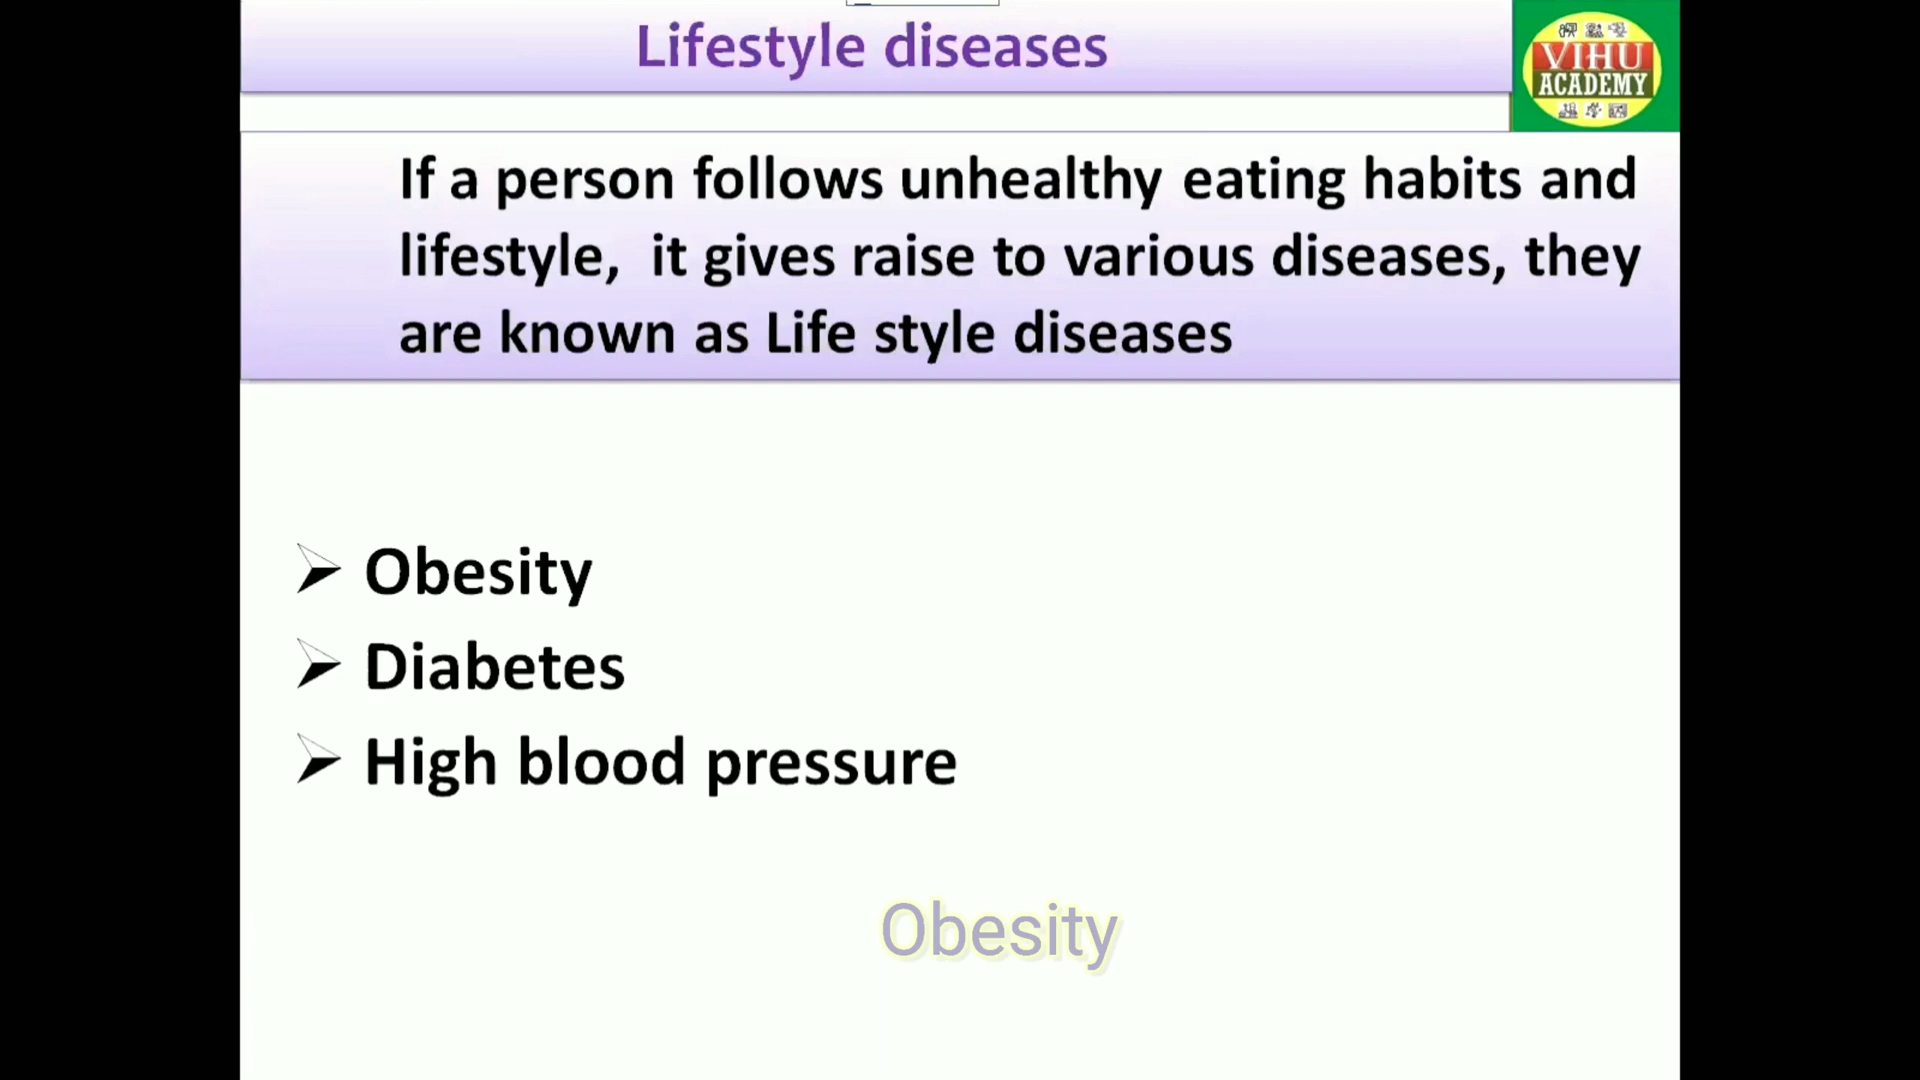 Lifestyle diseases
VIHU
ACADEMY
If a person follows unhealthy eating habits and
lifestyle, it gives raise to various diseases, they
are known as Life style diseases
Obesity
Diabetes
High blood pressure
Obesity